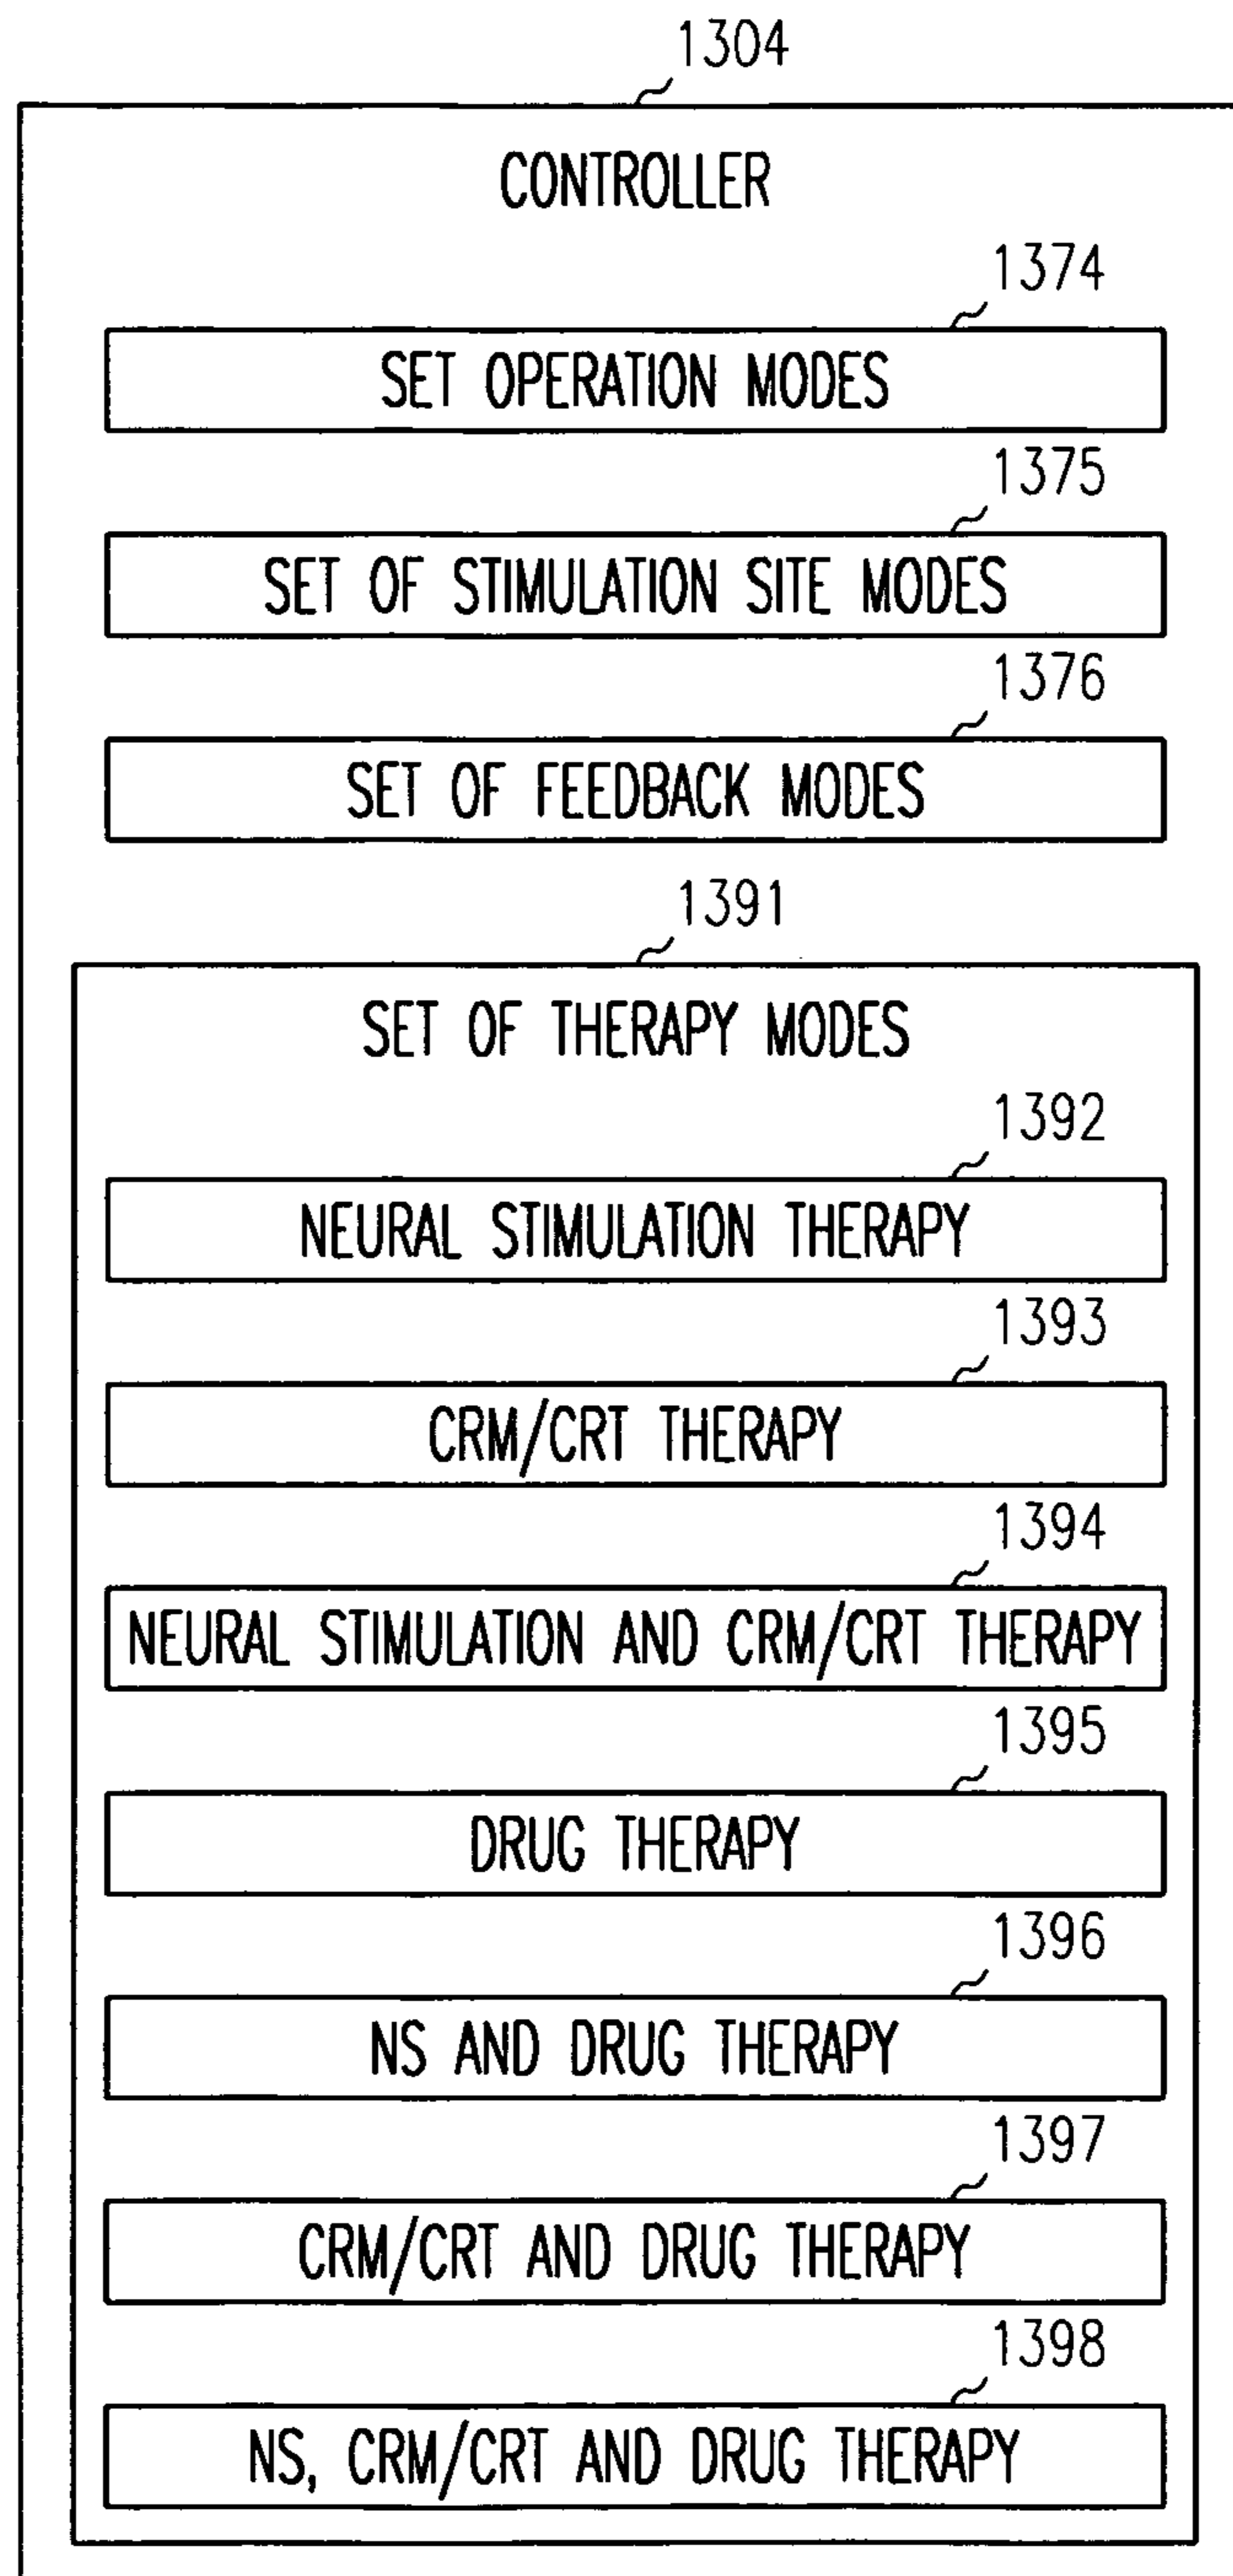 1304
CONTROLLER
1374
SET OPERATION MODES
1375
SET OF STIMULATION SITE MODES
1376
SET OF FEEDBACK MODES
1391
SET OF THERAPY MODES
1392
NEURAL STIMULATION THERAPY
1393
CRM/CRT THERAPY
1394
NEURAL STIMULATION AND CRM/CRT THERAPY
1395
DRUG THERAPY
1396
NS AND DRUG THERAPY
1397
CRM/CRT AND DRUG THERAPY
1398
NS, CRM/CRT AND DRUG THERAPY